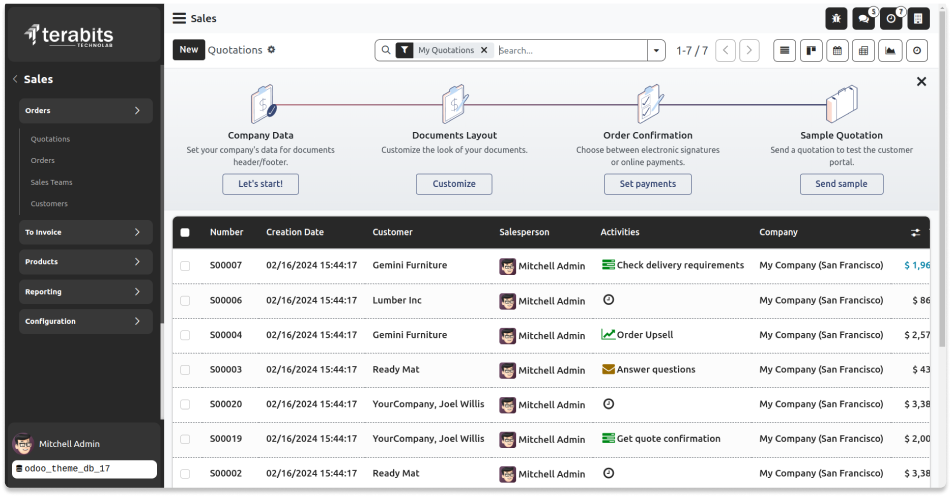 terabits
TECHNOLAB
Sales
Orders
Quotations
Orders
Sales Teams
Customers
To Invoice
Products
Reporting
Configuration
Mitchell Admin
odoo_theme_db_17
Sales
5
7
New Quotations
My Quotations Search...
1-7 / 7
Company Data
Set your company's data for documents
header/footer.
Let's start!
Documents Layout
Customize the look of your documents.
Customize
Order Confirmation
Choose between electronic signatures
or online payments.
Set payments
Sample Quotation
Send a quotation to test the customer
portal.
Send sample
Number Creation Date Customer Salesperson Activities Company
S00007 02/16/2024 15:44:17 Gemini Furniture Mitchell Admin Check delivery requirements My Company (San Francisco) $ 1,96
S00006 02/16/2024 15:44:17 Lumber Inc Mitchell Admin My Company (San Francisco) $ 86
S00004 02/16/2024 15:44:17 Gemini Furniture Mitchell Admin Order Upsell My Company (San Francisco) $ 2,57
S00003 02/16/2024 15:44:17 Ready Mat Mitchell Admin Answer questions My Company (San Francisco) $ 43
S00020 02/16/2024 15:44:17 YourCompany, Joel Willis Mitchell Admin My Company (San Francisco) $ 3,38
S00019 02/16/2024 15:44:17 YourCompany, Joel Willis Mitchell Admin Get quote confirmation My Company (San Francisco) $ 2,00
S00002 02/16/2024 15:44:17 Ready Mat Mitchell Admin My Company (San Francisco) $ 3,38